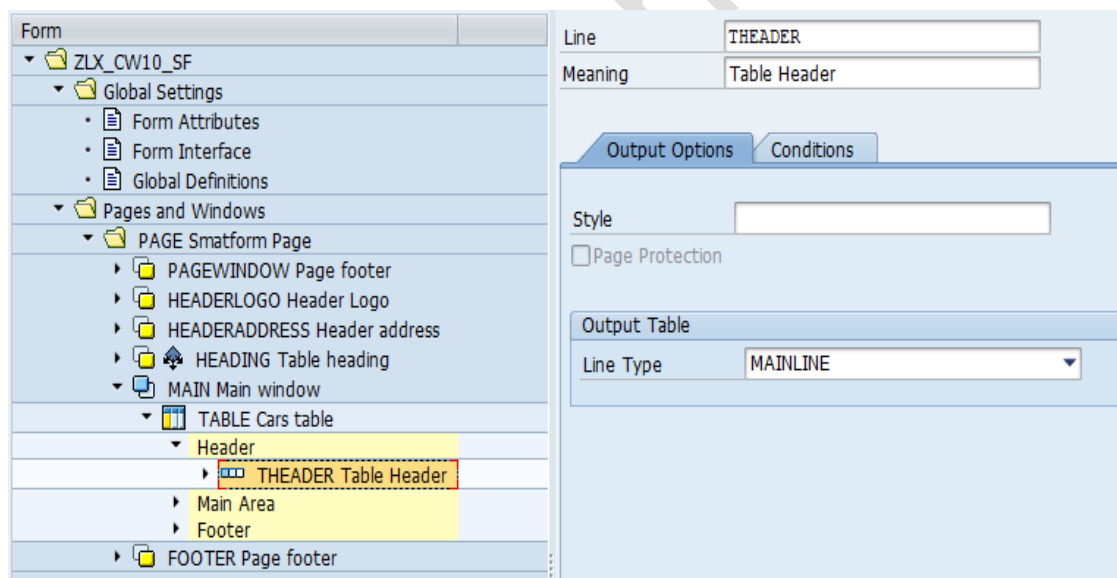 Form
ZLX_CW10_SF
Global Settings
Form Attributes
Form Interface
Global Definitions
Pages and Windows
PAGE Smatform Page
PAGEWINDOW Page footer
HEADERLOGO Header Logo
HEADERADDRESS Header address
HEADING Table heading
MAIN Main window
TABLE Cars table
Header
THEADER Table Header
Main Area
Footer
FOOTER Page footer
Line THEADER
Meaning Table Header
Output Options Conditions
Style
Page Protection
Output Table
Line Type MAINLINE